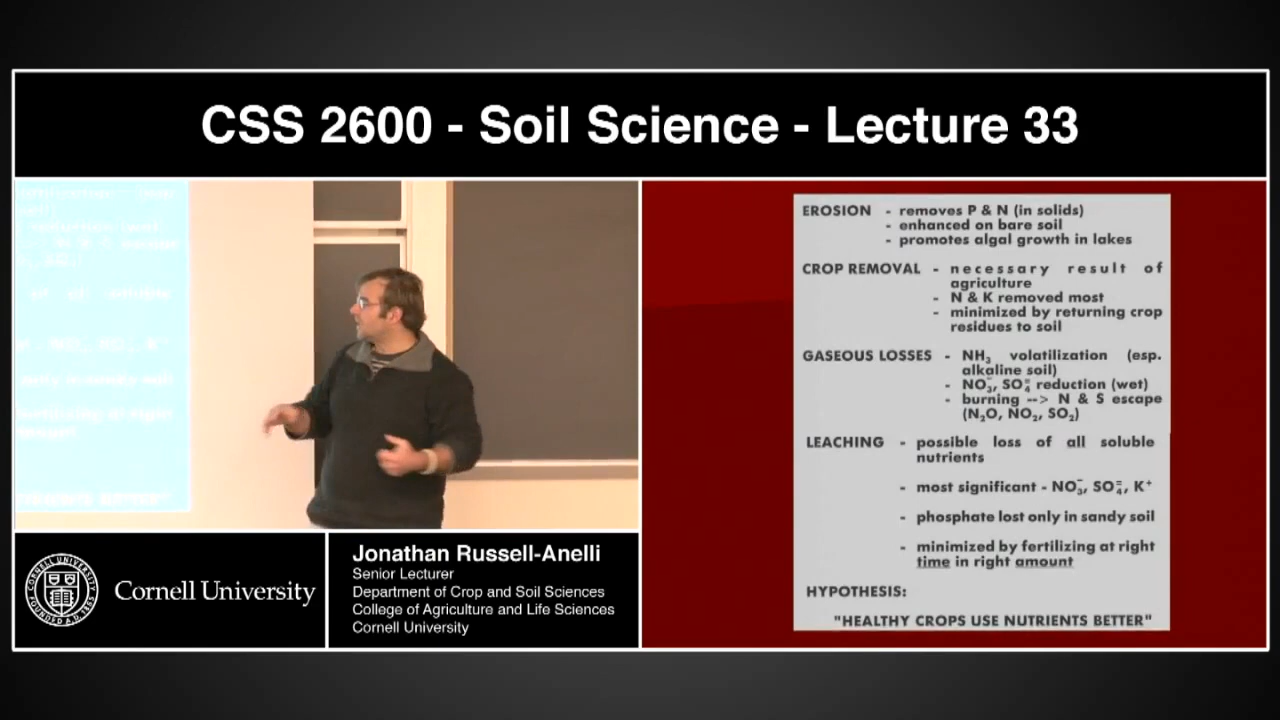 CSS 2600 - Soil Science - Lecture 33
EROSION - removes P & N (in solids)
- enhanced on bare soil
- promotes algal growth in lakes
CROP REMOVAL - necessary result of
agriculture
- N & K removed most
- minimized by returning crop
residues to soil
GASEOUS LOSSES - NH₃ volatilization (esp.
alkaline soil)
- NO₃⁻, SO₄⁼ reduction (wet)
- burning --> N & S escape
(N₂O, NO₂, SO₂)
LEACHING - possible loss of all soluble
nutrients
- most significant - NO₃⁻, SO₄⁼, K⁺
- phosphate lost only in sandy soil
- minimized by fertilizing at right
time in right amount
HYPOTHESIS:
"HEALTHY CROPS USE NUTRIENTS BETTER"
Cornell University
Jonathan Russell-Anelli
Senior Lecturer
Department of Crop and Soil Sciences
College of Agriculture and Life Sciences
Cornell University